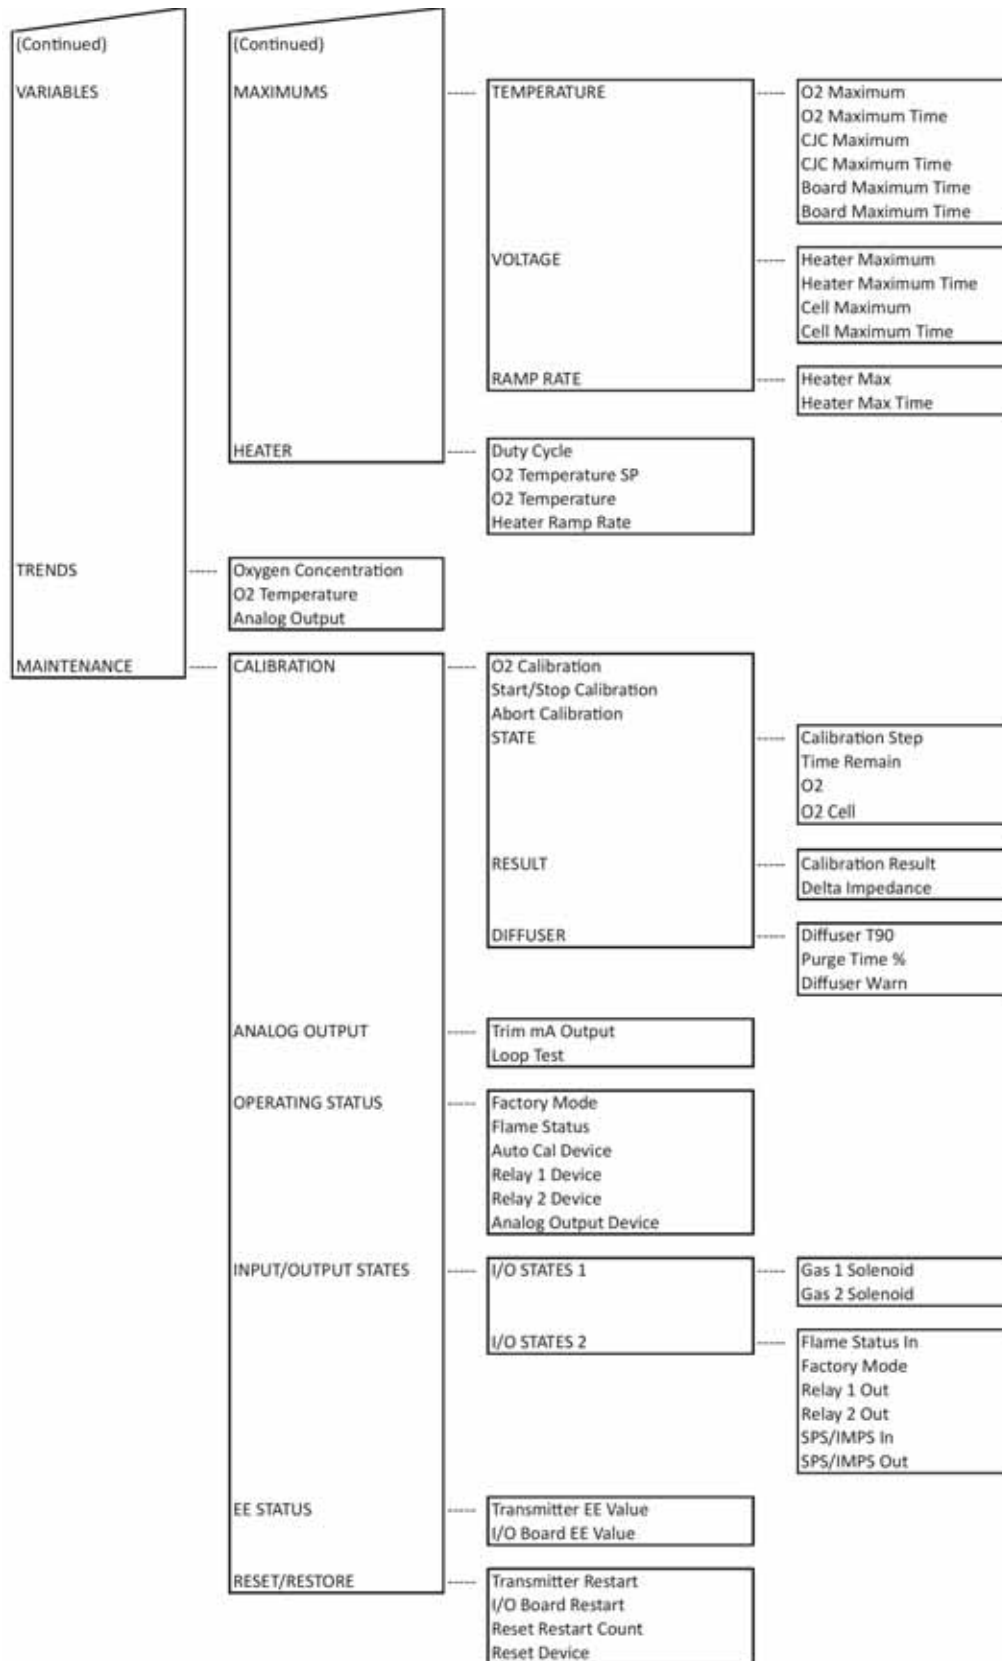 (Continued)
(Continued)
VARIABLES
MAXIMUMS
TEMPERATURE
O2 Maximum
O2 Maximum Time
CJC Maximum
CJC Maximum Time
Board Maximum Time
Board Maximum Time
VOLTAGE
Heater Maximum
Heater Maximum Time
Cell Maximum
Cell Maximum Time
RAMP RATE
Heater Max
Heater Max Time
HEATER
Duty Cycle
O2 Temperature SP
O2 Temperature
Heater Ramp Rate
TRENDS
Oxygen Concentration
O2 Temperature
Analog Output
MAINTENANCE
CALIBRATION
O2 Calibration
Start/Stop Calibration
Abort Calibration
STATE
Calibration Step
Time Remain
O2
O2 Cell
RESULT
Calibration Result
Delta Impedance
DIFFUSER
Diffuser T90
Purge Time %
Diffuser Warn
ANALOG OUTPUT
Trim mA Output
Loop Test
OPERATING STATUS
Factory Mode
Flame Status
Auto Cal Device
Relay 1 Device
Relay 2 Device
Analog Output Device
INPUT/OUTPUT STATES
I/O STATES 1
Gas 1 Solenoid
Gas 2 Solenoid
I/O STATES 2
Flame Status In
Factory Mode
Relay 1 Out
Relay 2 Out
SPS/IMPS In
SPS/IMPS Out
EE STATUS
Transmitter EE Value
I/O Board EE Value
RESET/RESTORE
Transmitter Restart
I/O Board Restart
Reset Restart Count
Reset Device